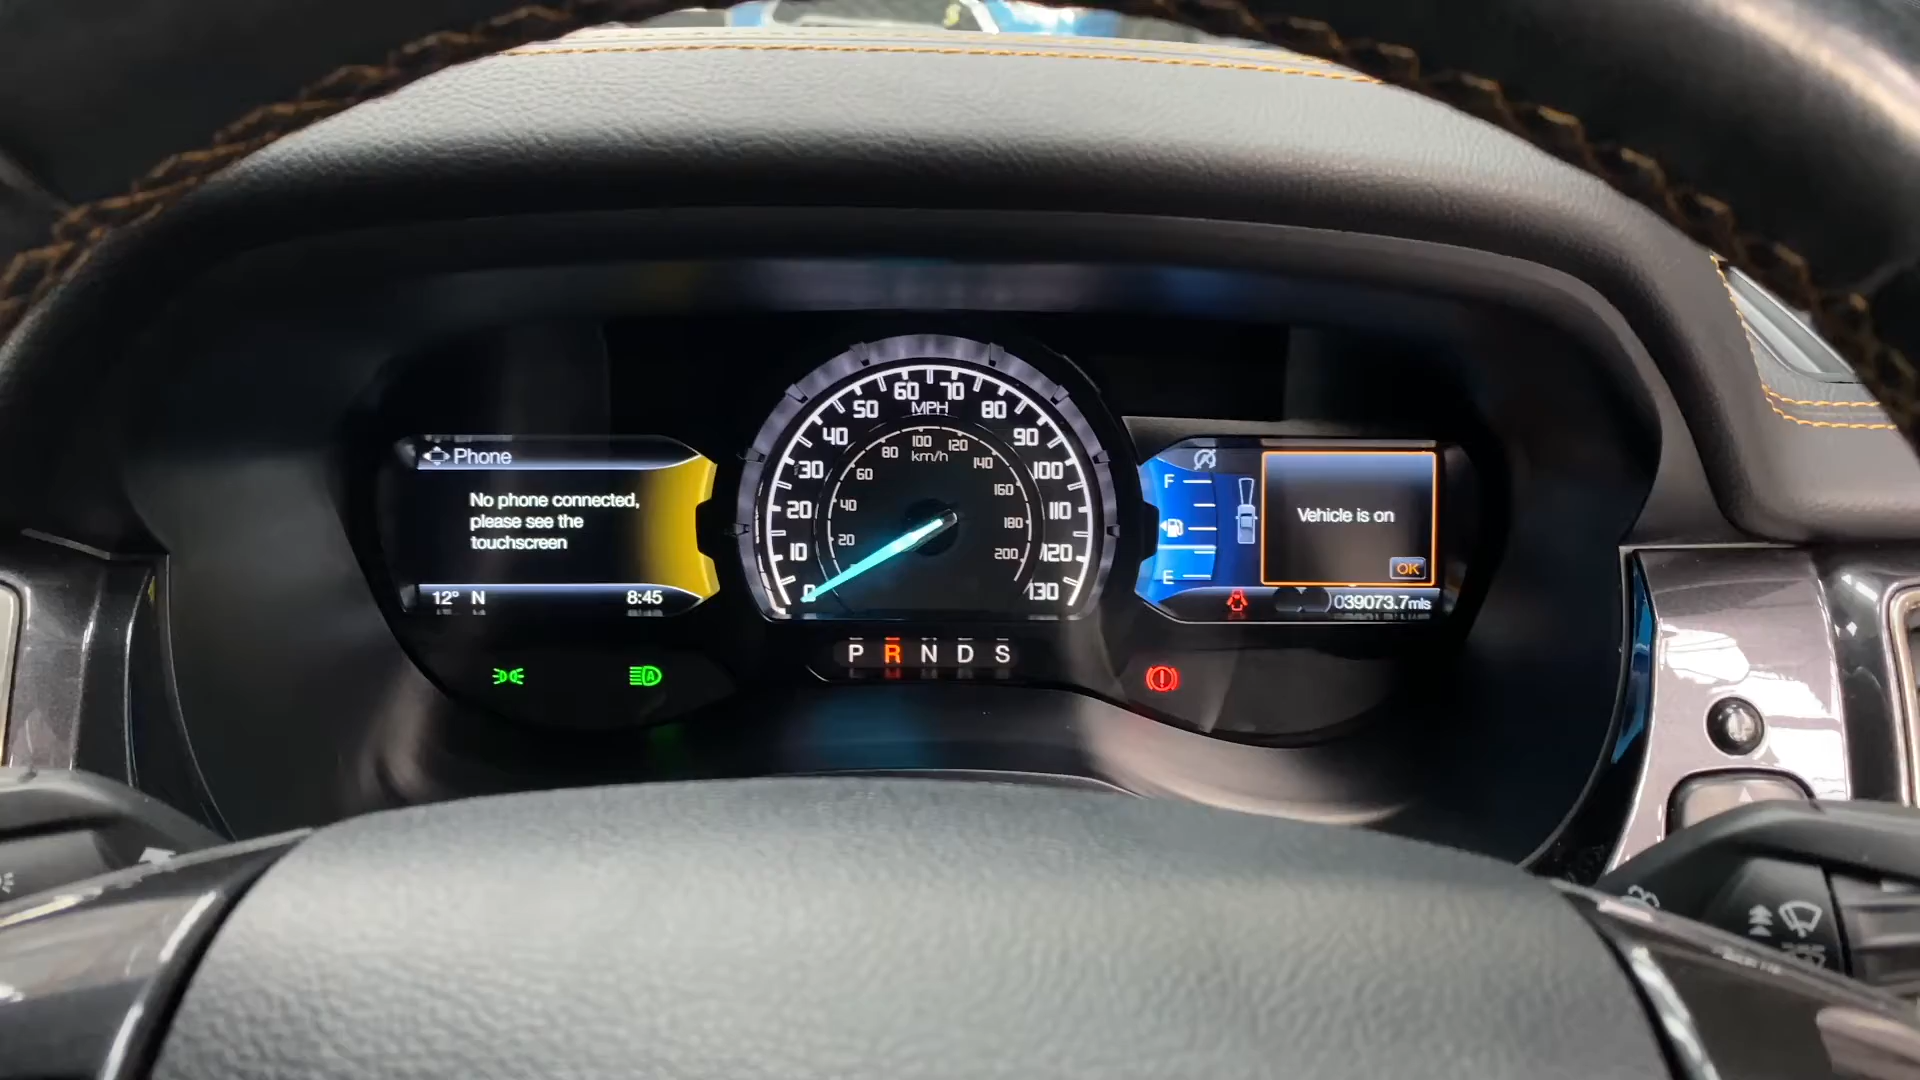 Phone
No phone connected,
please see the
touchscreen
12° N 8:45
0 10 20 30 40 50 60 70 80 90 100 110 120 130
MPH
20 40 60 80 100 120 140 160 180 200
km/h
P R N D S
F
E
Vehicle is on
OK
039073.7mls
A